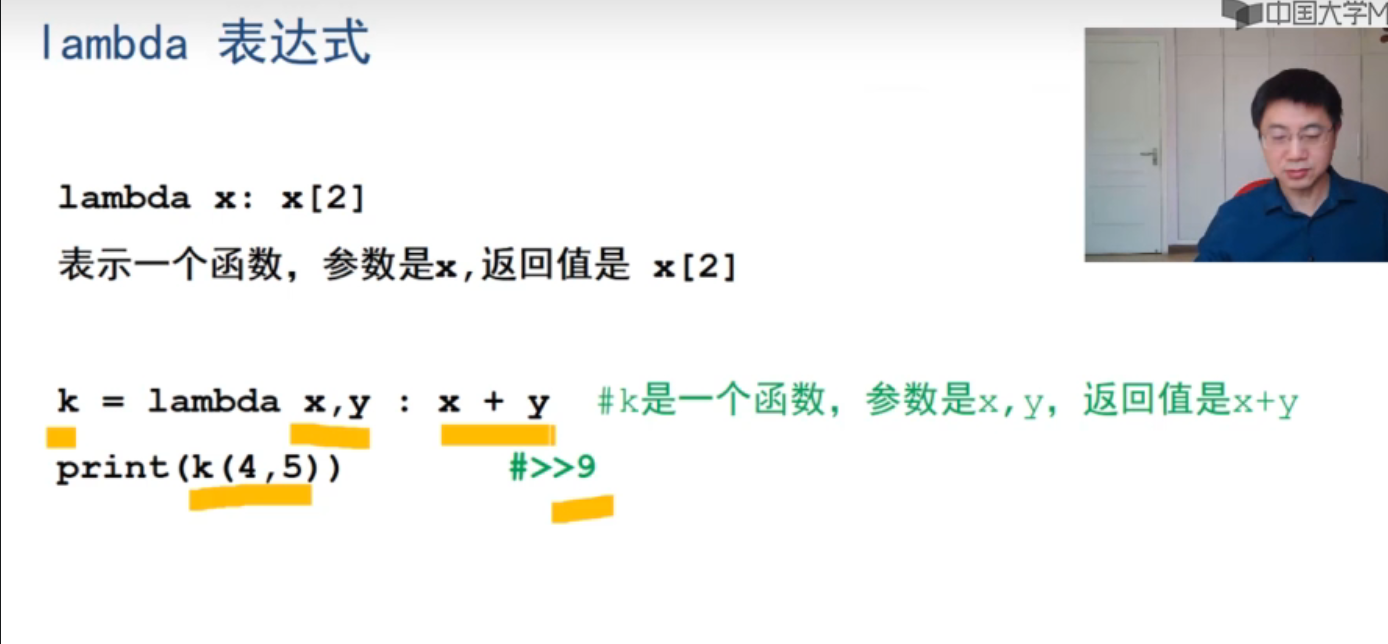 中国大学M
lambda 表达式
lambda x: x[2]
表示一个函数，参数是x,返回值是 x[2]
k = lambda x,y : x + y #k是一个函数，参数是x,y，返回值是x+y
print(k(4,5)) #>>9